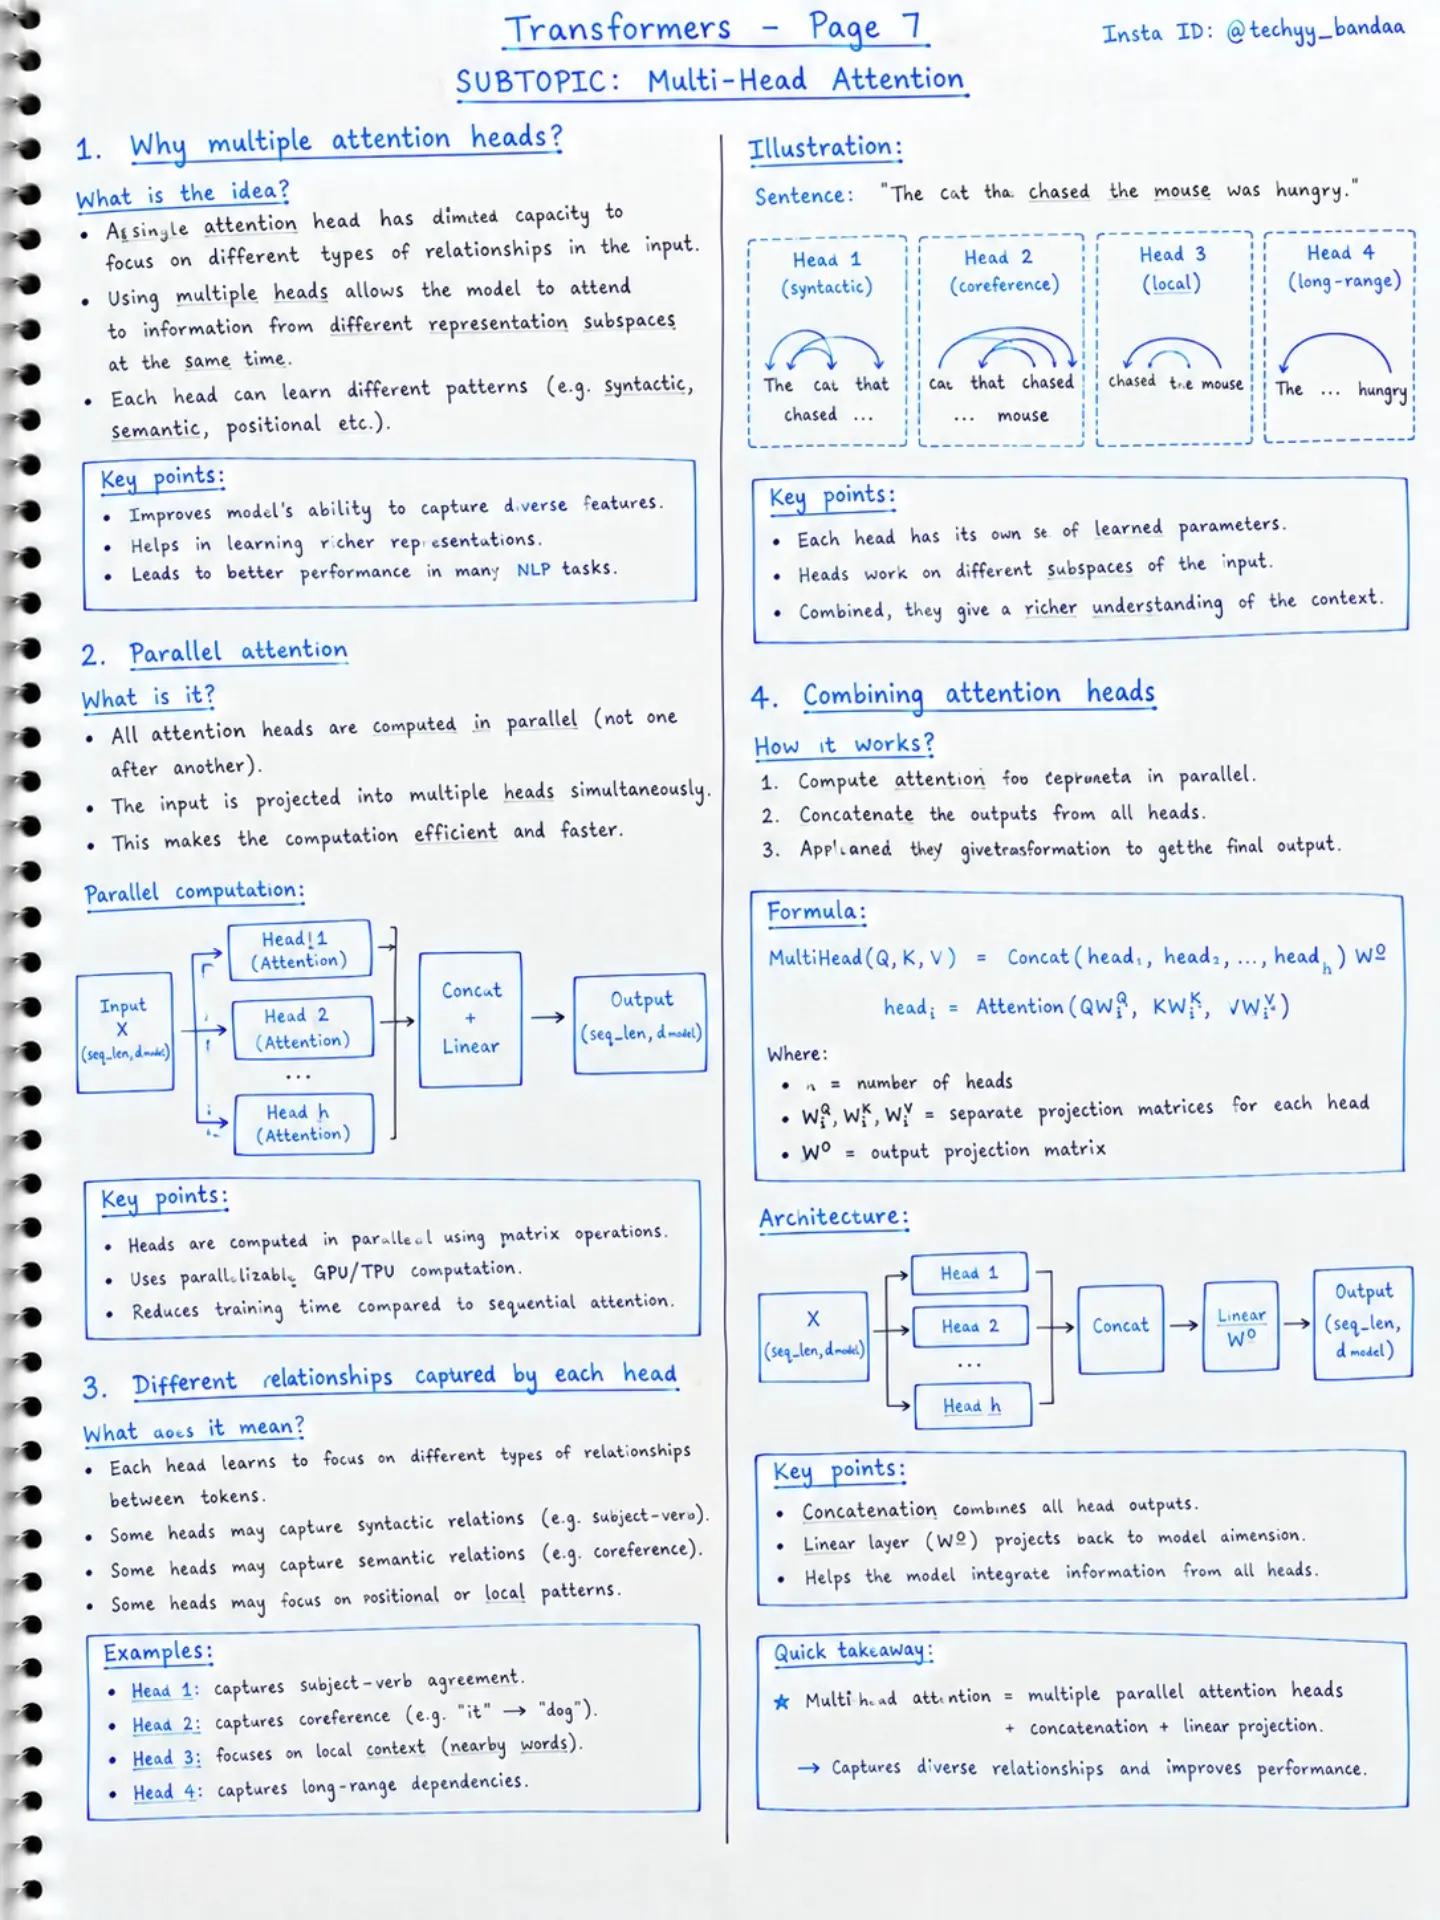 Transformers - Page 7
Insta ID: @techyy_bandaa
SUBTOPIC: Multi-Head Attention
1. Why multiple attention heads?
What is the idea?
• attention head has capacity to
focus on different types of relationships in the input.
• Using multiple heads allows the model to attend
to information from different representation subspaces
at the same time.
• Each head can learn different patterns (e.g. syntactic,
semantic, positional etc.).
Key points:
• Improves model's ability to capture diverse features.
• Helps in learning richer representations.
• Leads to better performance in many NLP tasks.
2. Parallel attention
What is it?
• All attention heads are computed in parallel (not one
after another).
• The input is projected into multiple heads simultaneously.
• This makes the computation efficient and faster.
Parallel computation:
Input
X
(seq_len, d model)
Head 1
(Attention)
Head 2
(Attention)
...
Head h
(Attention)
Concat
+
Linear
Output
(seq_len, d model)
Key points:
• Heads are computed in using matrix operations.
• Uses GPU/TPU computation.
• Reduces training time compared to sequential attention.
3. Different relationships captured by each head
What does it mean?
• Each head learns to focus on different types of relationships
between tokens.
• Some heads may capture syntactic relations (e.g. subject-verb).
• Some heads may capture semantic relations (e.g. coreference).
• Some heads may focus on positional or local patterns.
Examples:
• Head 1: captures subject-verb agreement.
• Head 2: captures coreference (e.g. "it" → "dog").
• Head 3: focuses on local context (nearby words).
• Head 4: captures long-range dependencies.
Illustration:
Sentence: "The cat chased the mouse was hungry."
Head 1
(syntactic)
The cat that
chased ...
Head 2
(coreference)
cat that chased
... mouse
Head 3
(local)
chased the mouse
Head 4
(long-range)
The ... hungry
Key points:
• Each head has its own of learned parameters.
• Heads work on different subspaces of the input.
• Combined, they give a richer understanding of the context.
4. Combining attention heads
How it works?
1. Compute attention in parallel.
2. Concatenate the outputs from all heads.
3. they to get the final output.
Formula:
MultiHead(Q, K, V) = Concat(head₁, head₂, ..., headₕ) Wᴼ
headᵢ = Attention(QWᵢQ, KWᵢK, VWᵢV)
Where:
• = number of heads
• WᵢQ, WᵢK, WᵢV = separate projection matrices for each head
• Wᴼ = output projection matrix
Architecture:
X
(seq_len, d model)
Head 1
Head 2
...
Head h
Concat
Linear
Wᴼ
Output
(seq_len,
d model)
Key points:
• Concatenation combines all head outputs.
• Linear layer (Wᴼ) projects back to model aimension.
• Helps the model integrate information from all heads.
Quick takeaway:
★ Multi head attention = multiple parallel attention heads
+ concatenation + linear projection.
→ Captures diverse relationships and improves performance.